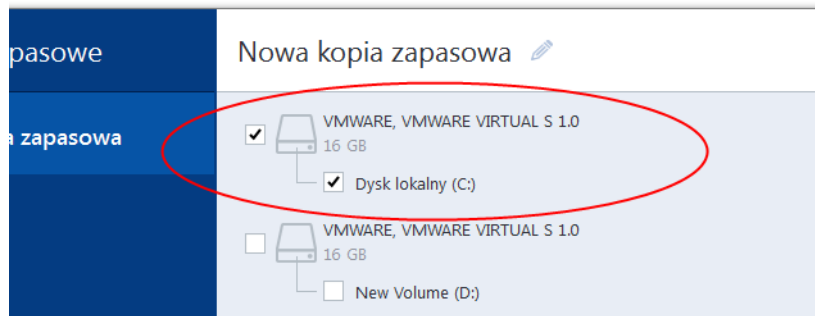 pasowe
Nowa kopia zapasowa
zapasowa
VMWARE, VMWARE VIRTUAL S 1.0
16 GB
Dysk lokalny (C:)
VMWARE, VMWARE VIRTUAL S 1.0
16 GB
New Volume (D:)